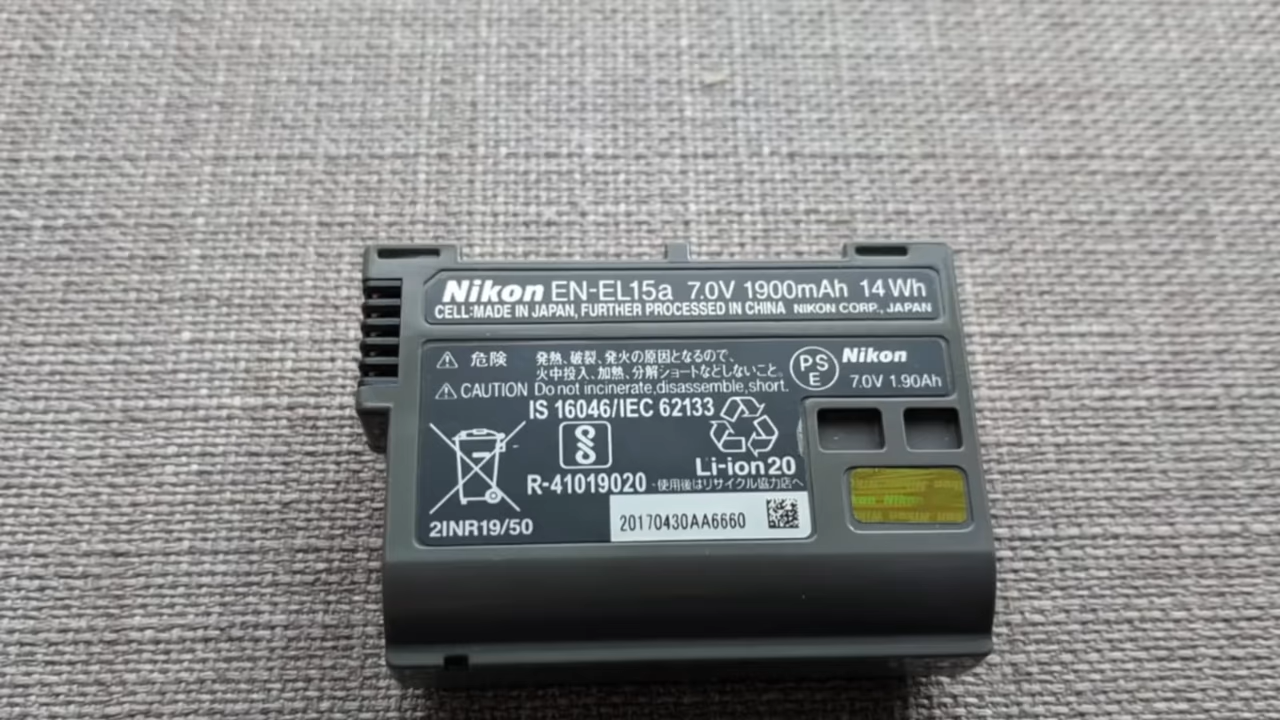 Nikon EN-EL15a 7.0V 1900mAh 14Wh
CELL:MADE IN JAPAN, FURTHER PROCESSED IN CHINA NIKON CORP., JAPAN
危険 発熱、破裂、発火の原因となるので、
火中投入、加熱、分解ショートなどしないこと。
CAUTION Do not incinerate,disassemble,short.
PS
E
Nikon
7.0V 1.90Ah
IS 16046/IEC 62133
Li-ion20
R-41019020 ・使用後はリサイクル協力店へ
2INR19/50
20170430AA6660
Nikon